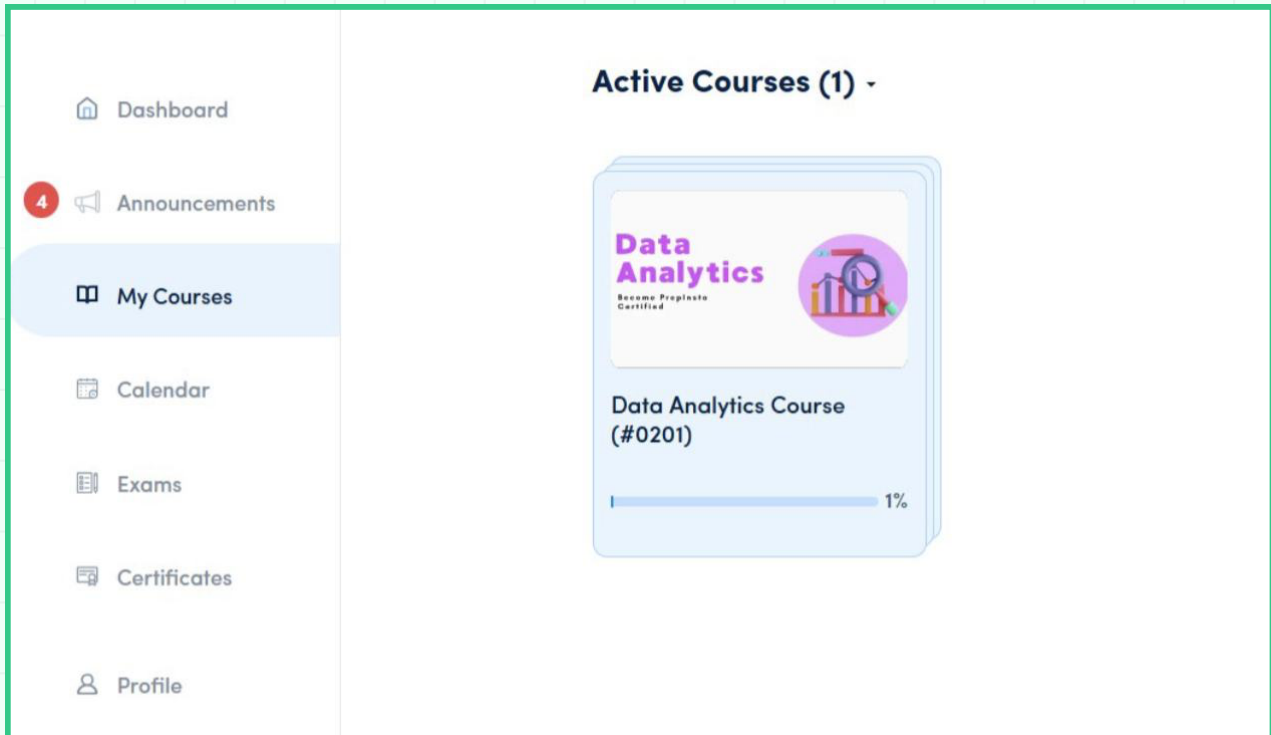 Active Courses (1)
Dashboard
4 Announcements
My Courses
Calendar
Exams
Certificates
Profile
Data
Analytics
Become PrepInsta
Certified
Data Analytics Course
(#0201)
1%